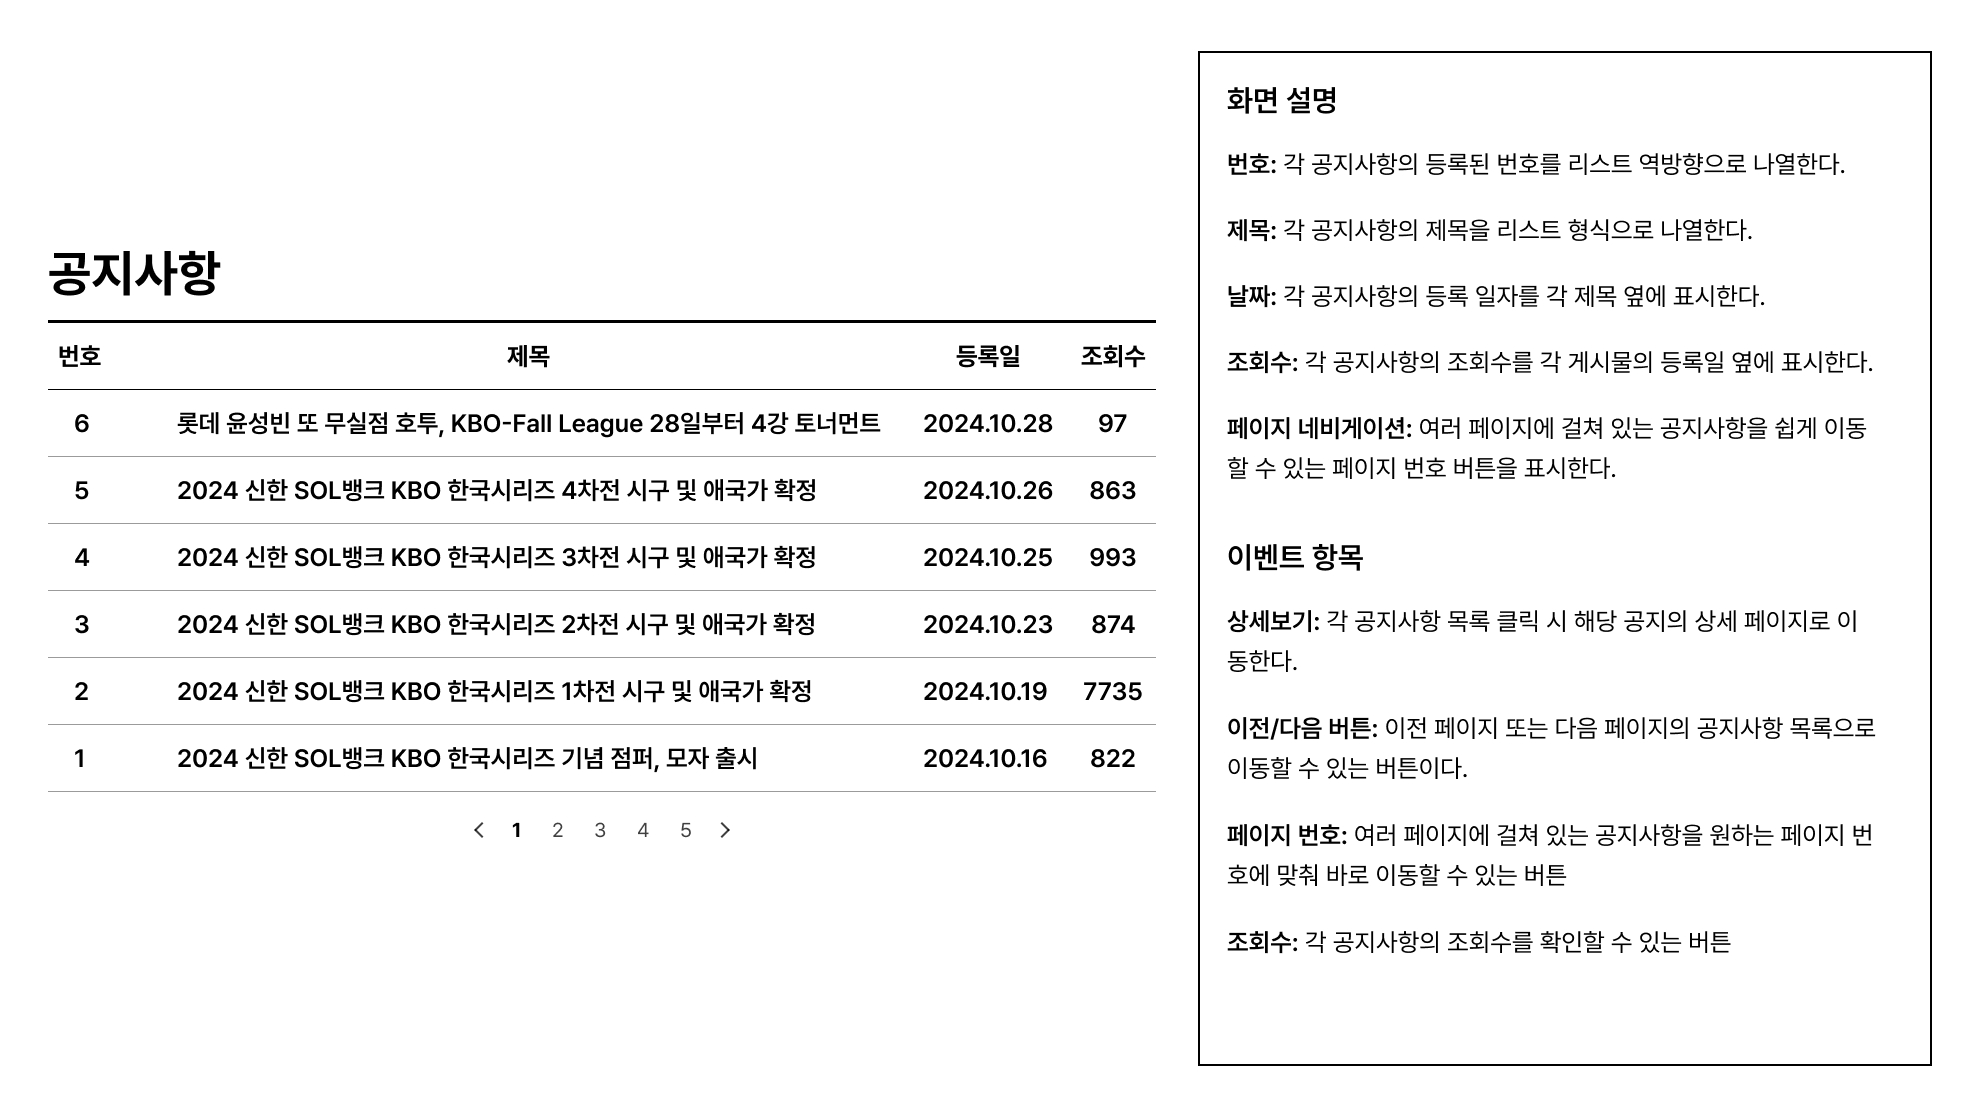 공지사항
번호 제목 등록일 조회수
6 롯데 윤성빈 또 무실점 호투, KBO-Fall League 28일부터 4강 토너먼트 2024.10.28 97
5 2024 신한 SOL뱅크 KBO 한국시리즈 4차전 시구 및 애국가 확정 2024.10.26 863
4 2024 신한 SOL뱅크 KBO 한국시리즈 3차전 시구 및 애국가 확정 2024.10.25 993
3 2024 신한 SOL뱅크 KBO 한국시리즈 2차전 시구 및 애국가 확정 2024.10.23 874
2 2024 신한 SOL뱅크 KBO 한국시리즈 1차전 시구 및 애국가 확정 2024.10.19 7735
1 2024 신한 SOL뱅크 KBO 한국시리즈 기념 점퍼, 모자 출시 2024.10.16 822
< 1 2 3 4 5 >
화면 설명
번호: 각 공지사항의 등록된 번호를 리스트 역방향으로 나열한다.
제목: 각 공지사항의 제목을 리스트 형식으로 나열한다.
날짜: 각 공지사항의 등록 일자를 각 제목 옆에 표시한다.
조회수: 각 공지사항의 조회수를 각 게시물의 등록일 옆에 표시한다.
페이지 네비게이션: 여러 페이지에 걸쳐 있는 공지사항을 쉽게 이동
할 수 있는 페이지 번호 버튼을 표시한다.
이벤트 항목
상세보기: 각 공지사항 목록 클릭 시 해당 공지의 상세 페이지로 이
동한다.
이전/다음 버튼: 이전 페이지 또는 다음 페이지의 공지사항 목록으로
이동할 수 있는 버튼이다.
페이지 번호: 여러 페이지에 걸쳐 있는 공지사항을 원하는 페이지 번
호에 맞춰 바로 이동할 수 있는 버튼
조회수: 각 공지사항의 조회수를 확인할 수 있는 버튼